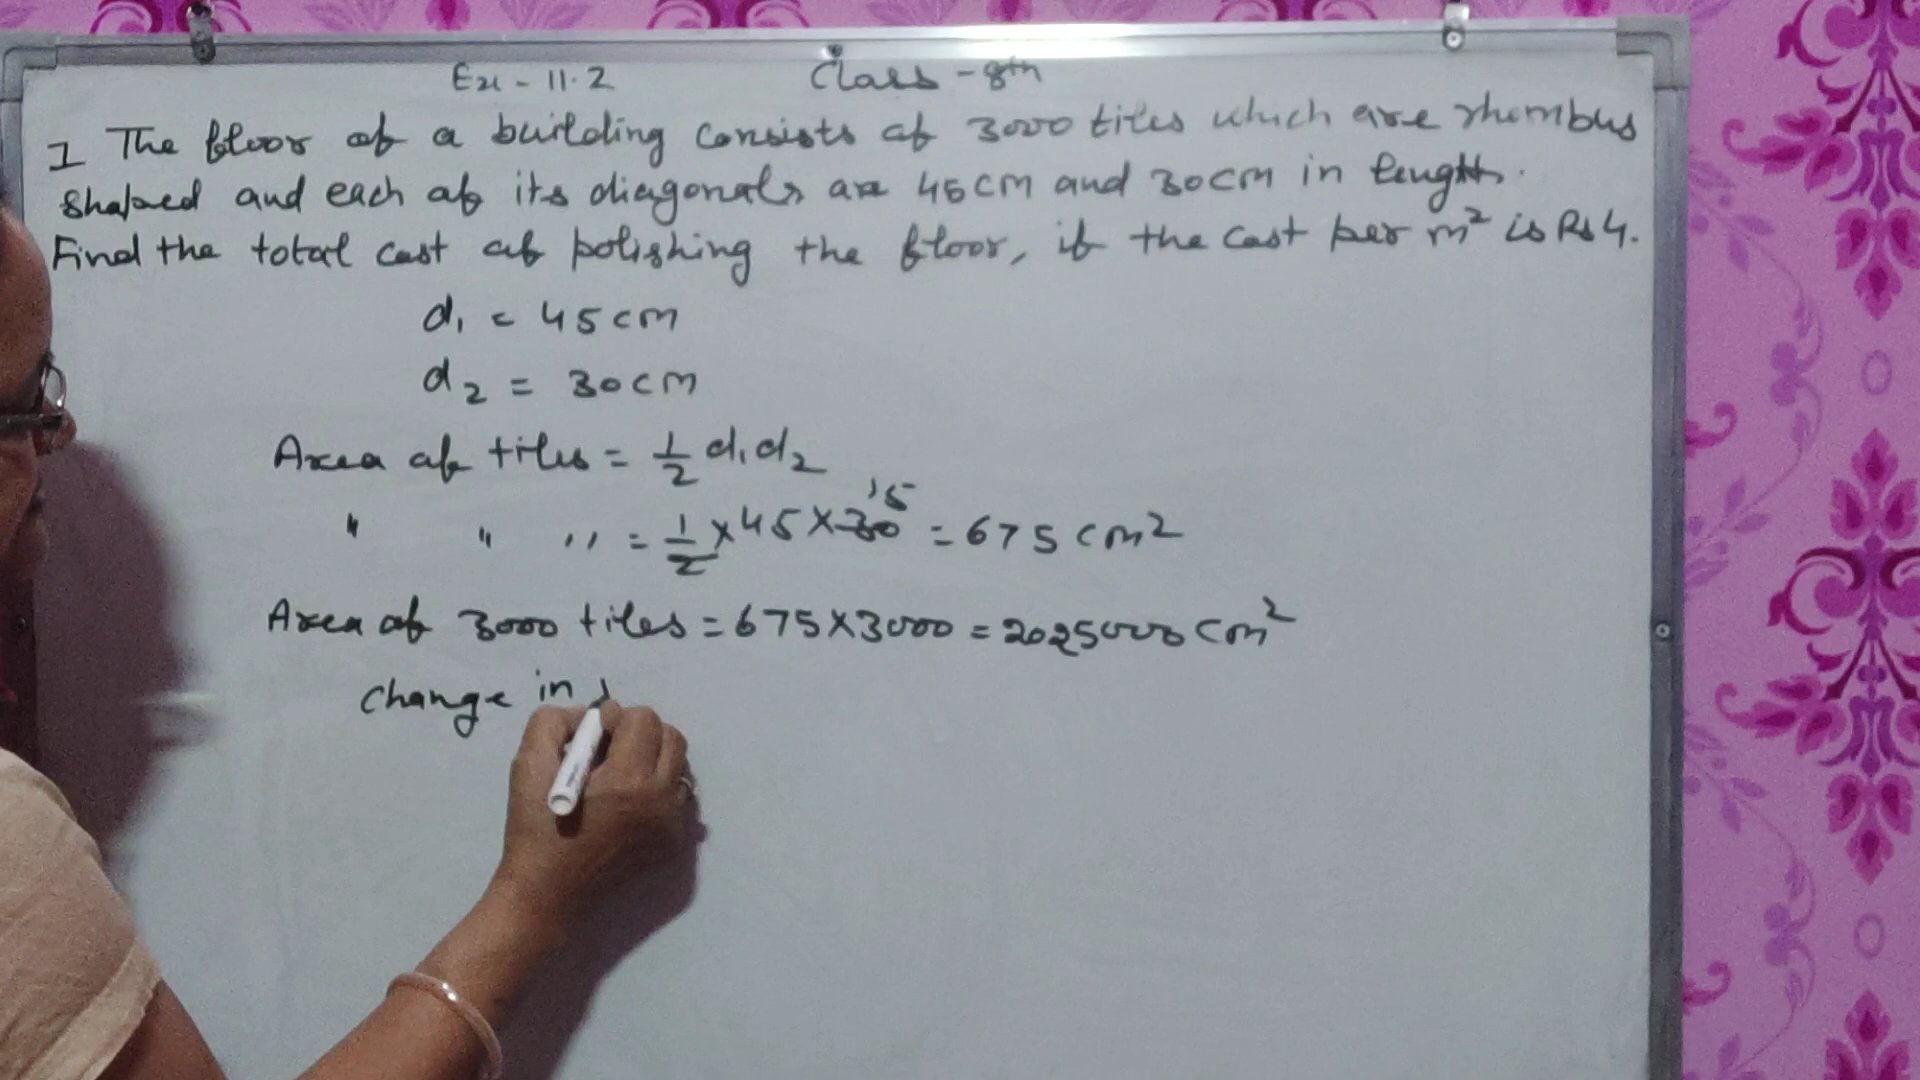 Ex - 11.2 Class - 8th
1 The floor of a building consists of 3000 tiles which are rhombus
shaped and each of its diagonals are 45cm and 30cm in length.
Find the total cost of polishing the floor, if the cost per m² is Rs 4.
d₁ = 45cm
d₂ = 30cm
Area of tiles = 1/2 d₁d₂
" " " = 1/2 × 45 × 30 15 = 675 cm²
Area of 3000 tiles = 675×3000 = 2025000 cm²
Change in